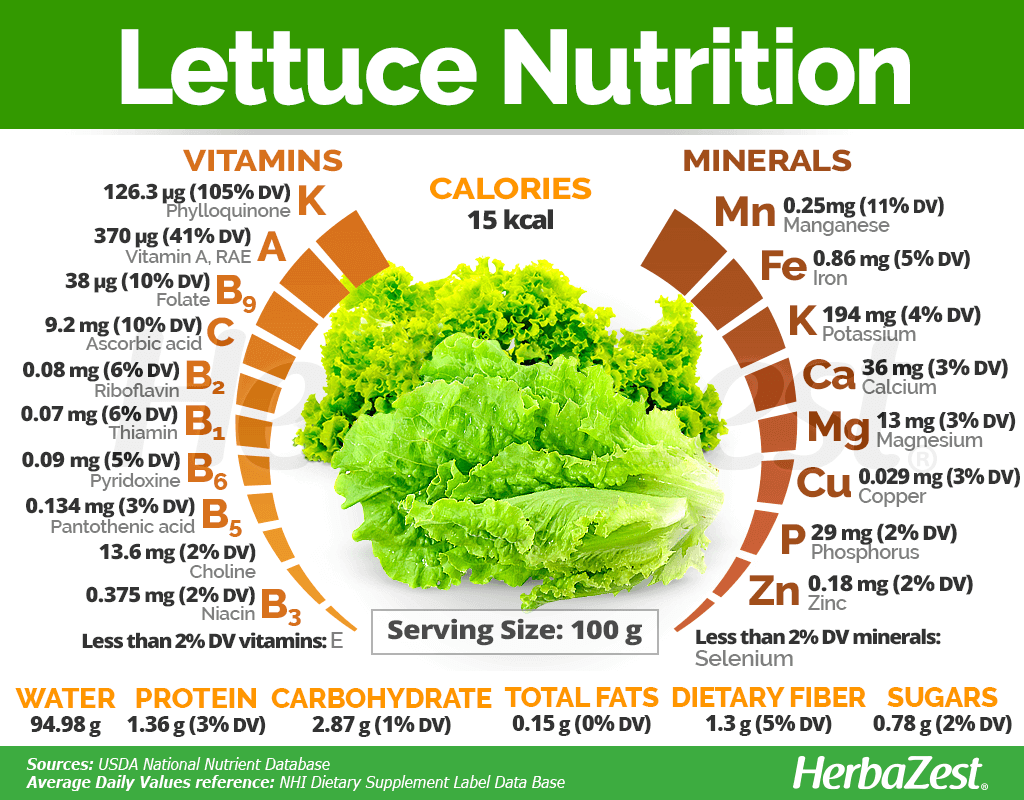 Lettuce Nutrition
VITAMINS
126.3 µg (105% DV)
Phylloquinone
K
370 µg (41% DV)
Vitamin A, RAE
A
38 µg (10% DV)
Folate
B9
9.2 mg (10% DV)
Ascorbic acid
C
0.08 mg (6% DV)
Riboflavin
B2
0.07 mg (6% DV)
Thiamin
B1
0.09 mg (5% DV)
Pyridoxine
B6
0.134 mg (3% DV)
Pantothenic acid
B5
13.6 mg (2% DV)
Choline
0.375 mg (2% DV)
Niacin
B3
Less than 2% DV vitamins: E
CALORIES
15 kcal
HerbaZest®
Serving Size: 100 g
MINERALS
Mn
0.25mg (11% DV)
Manganese
Fe
0.86 mg (5% DV)
Iron
K
194 mg (4% DV)
Potassium
Ca
36 mg (3% DV)
Calcium
Mg
13 mg (3% DV)
Magnesium
Cu
0.029 mg (3% DV)
Copper
P
29 mg (2% DV)
Phosphorus
Zn
0.18 mg (2% DV)
Zinc
Less than 2% DV minerals:
Selenium
WATER
94.98 g
PROTEIN
1.36 g (3% DV)
CARBOHYDRATE
2.87 g (1% DV)
TOTAL FATS
0.15 g (0% DV)
DIETARY FIBER
1.3 g (5% DV)
SUGARS
0.78 g (2% DV)
Sources: USDA National Nutrient Database
Average Daily Values reference: NHI Dietary Supplement Label Data Base
HerbaZest®